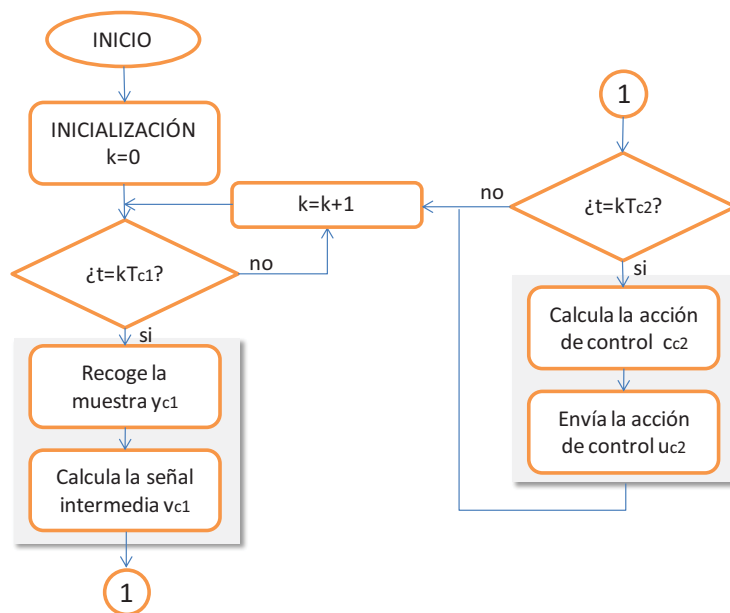 INICIO
INICIALIZACIÓN
k=0
¿t=kTc1?
no
k=k+1
si
Recoge la
muestra yc1
Calcula la señal
intermedia vc1
1
1
¿t=kTc2?
no
si
Calcula la acción
de control cc2
Envía la acción
de control uc2